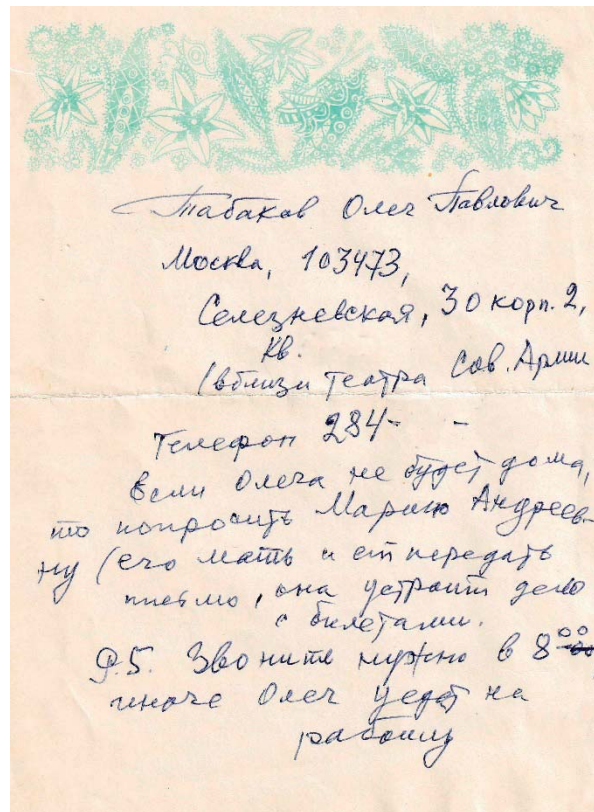 Табаков Олег Павлович
Москва, 103473,
Селезневская, 30 корп. 2,
кв.
(вблизи театра Сов. Армии
Телефон 284- -
Если Олега не будет дома,
то попросить Марию Андреев-
ну (его мать и ей передать
письмо, она устроит дело
с билетами.
P.S. Звонить нужно в 8 00
иначе Олег уедет на
работу